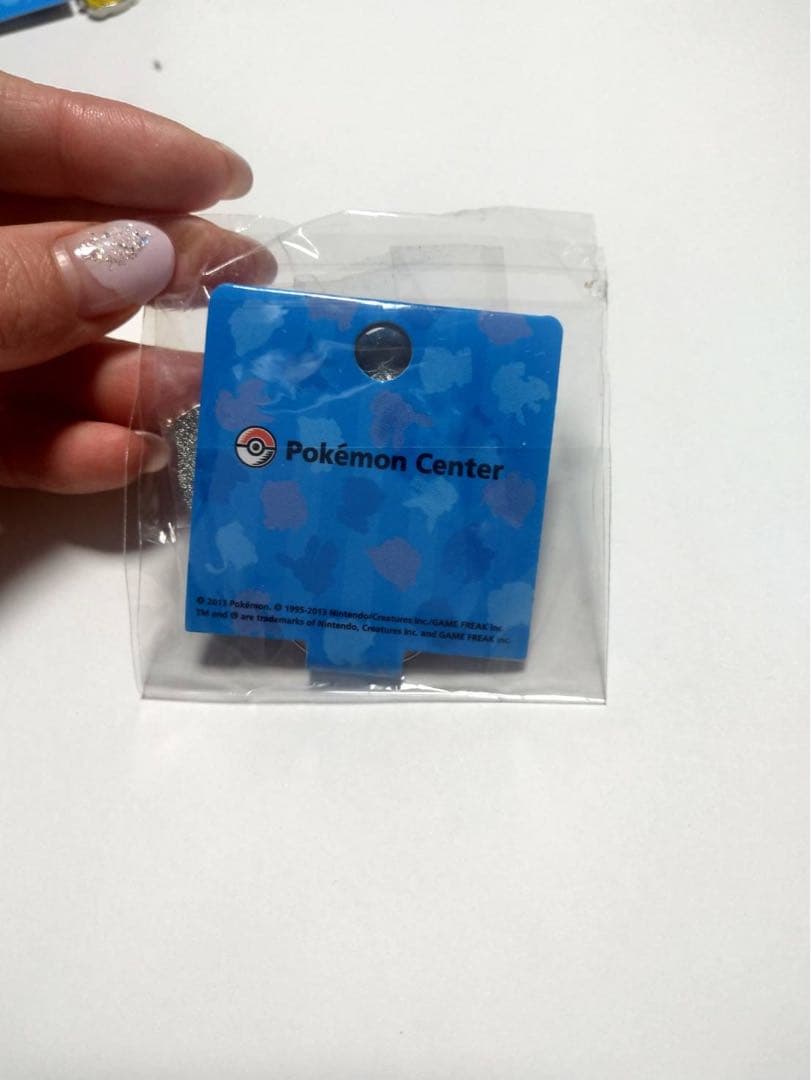 Pokémon Center
© 2013 Pokémon. © 1995-2013 Nintendo/Creatures Inc./GAME FREAK inc.
TM and ® are trademarks of Nintendo, Creatures Inc. and GAME FREAK inc.